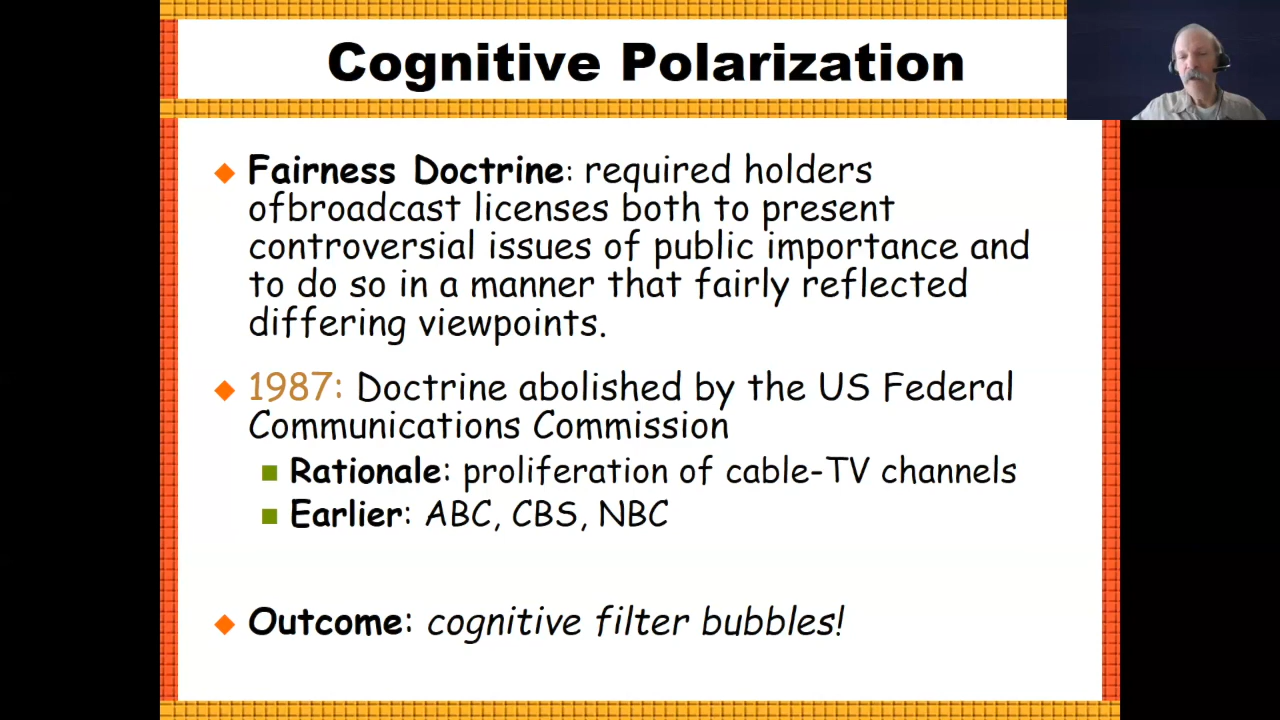 Cognitive Polarization
Fairness Doctrine: required holders
ofbroadcast licenses both to present
controversial issues of public importance and
to do so in a manner that fairly reflected
differing viewpoints.
1987: Doctrine abolished by the US Federal
Communications Commission
Rationale: proliferation of cable-TV channels
Earlier: ABC, CBS, NBC
Outcome: cognitive filter bubbles!